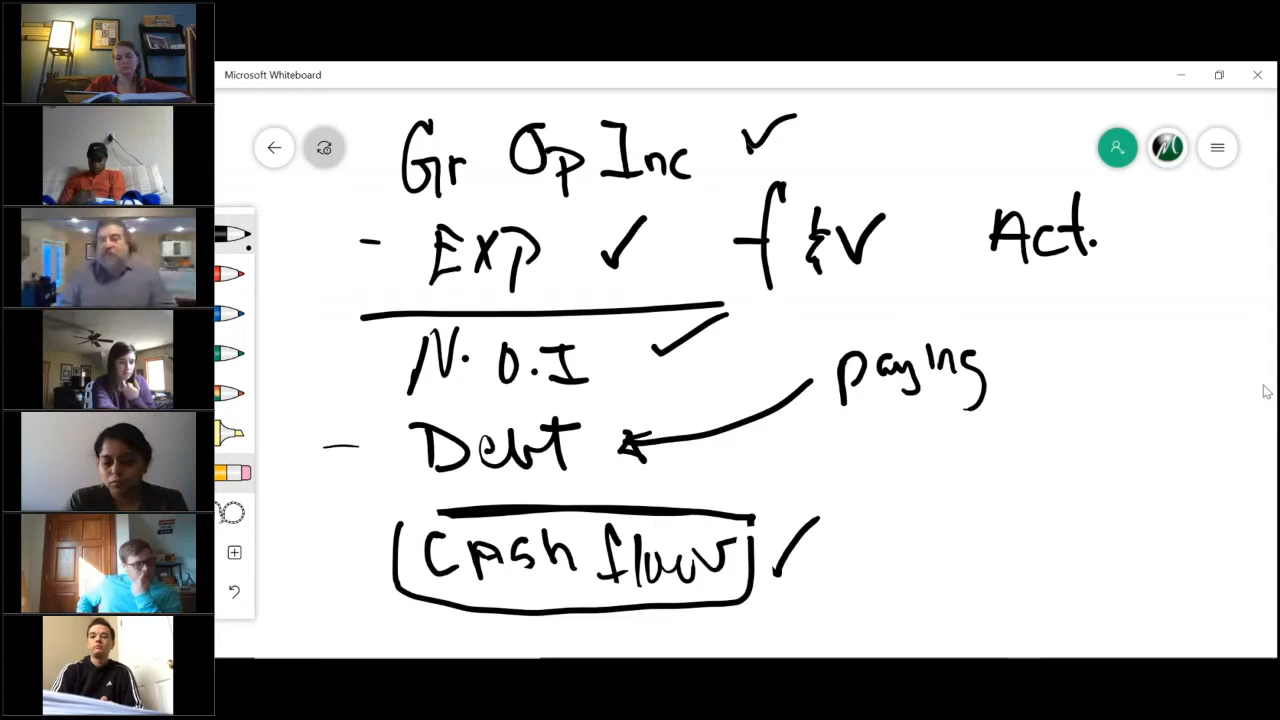 Microsoft Whiteboard
Gr Op Inc ✓
- Exp ✓ - f & v Act.
N.O.I ✓
paying
- Debt
Cash flow ✓